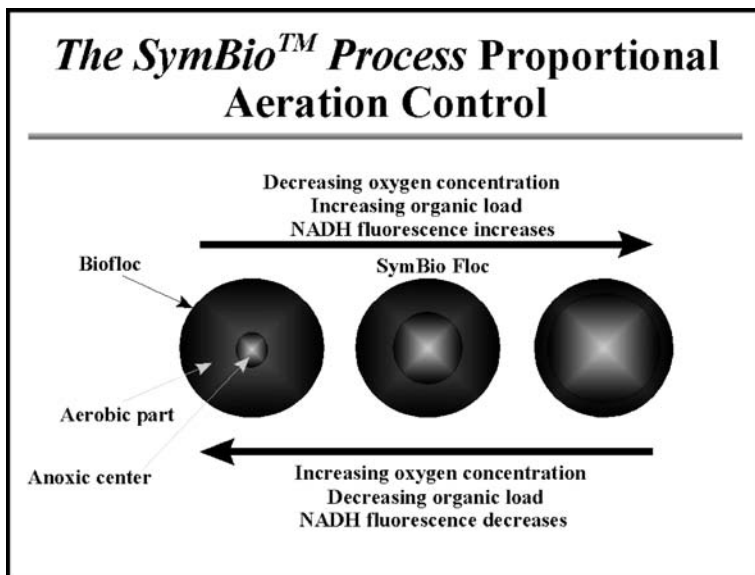 The SymBio™ Process Proportional
Aeration Control
Decreasing oxygen concentration
Increasing organic load
NADH fluorescence increases
Biofloc
SymBio Floc
Aerobic part
Anoxic center
Increasing oxygen concentration
Decreasing organic load
NADH fluorescence decreases